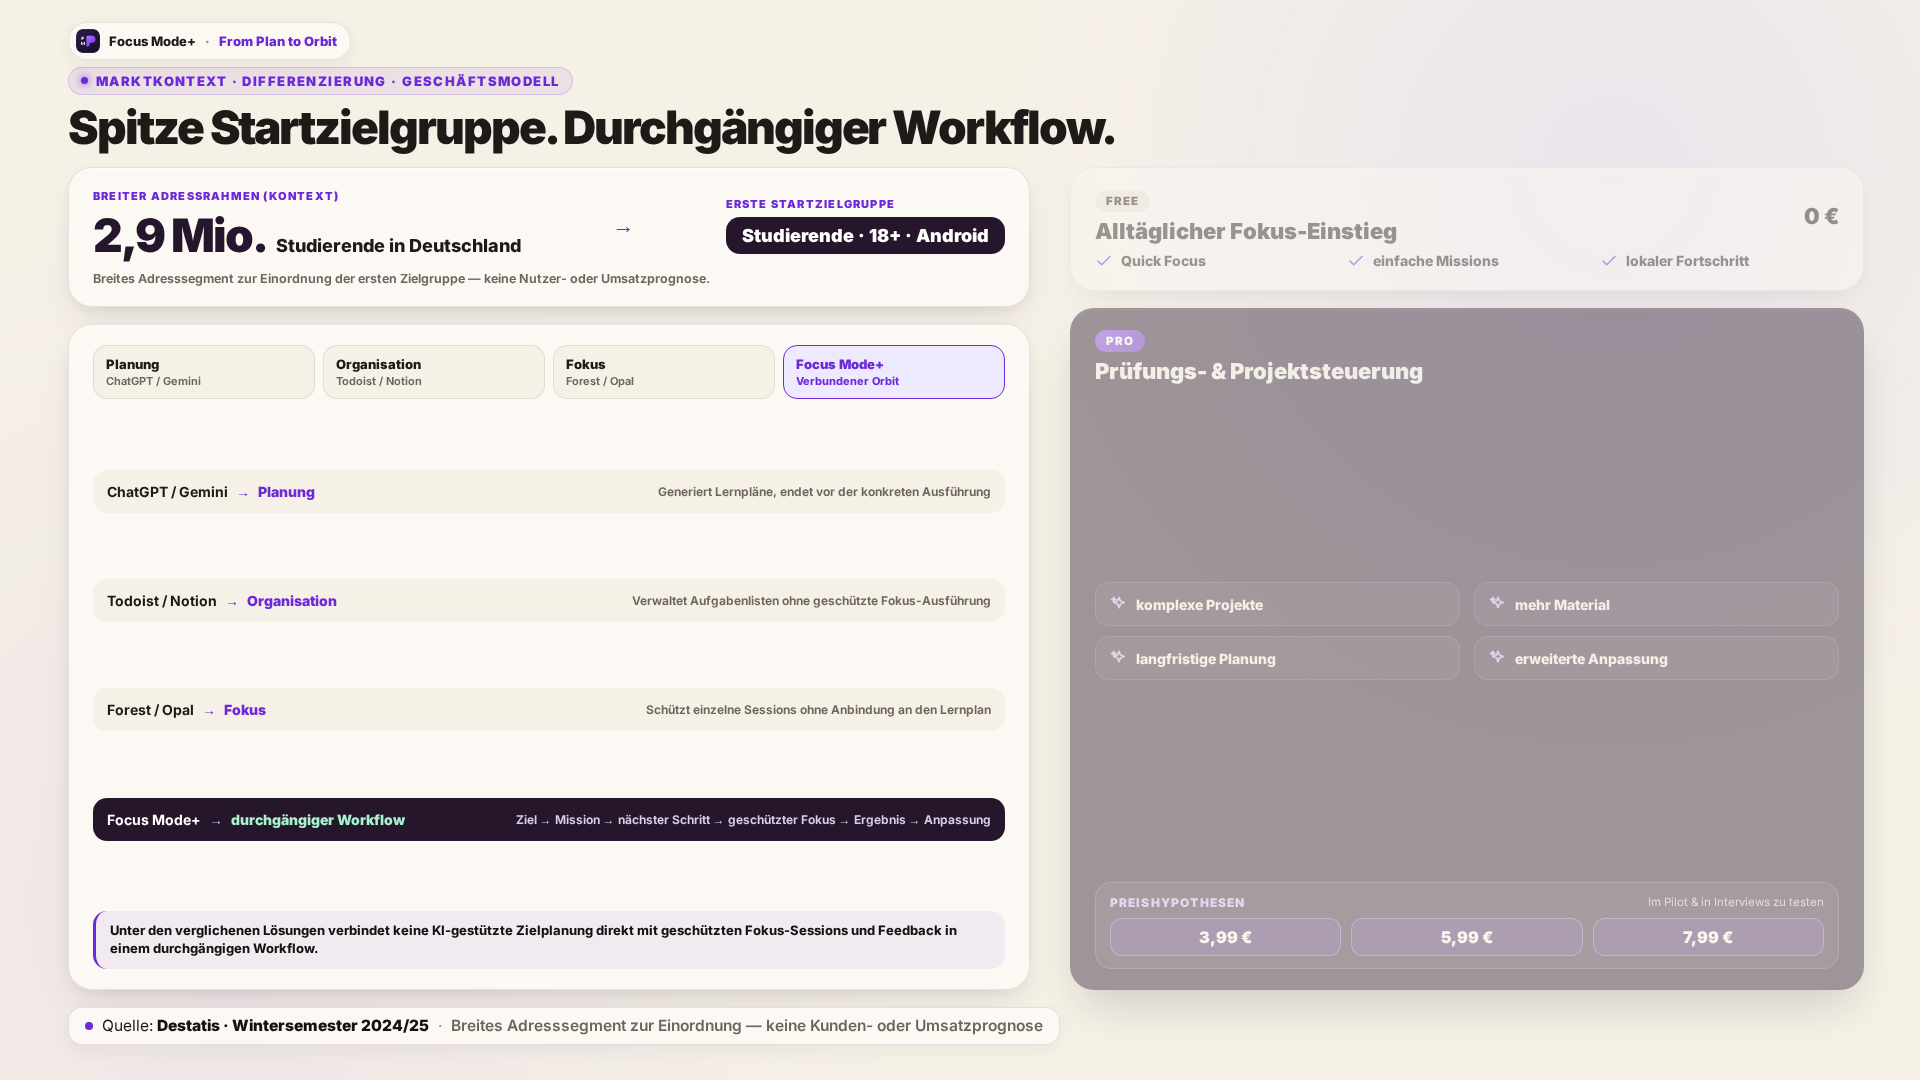 Focus Mode+ · From Plan to Orbit
MARKTKONTEXT · DIFFERENZIERUNG · GESCHÄFTSMODELL
Spitze Startzielgruppe. Durchgängiger Workflow.
BREITER ADRESSRAHMEN (KONTEXT)
2,9 Mio. Studierende in Deutschland
→
ERSTE STARTZIELGRUPPE
Studierende · 18+ · Android
Breites Adresssegment zur Einordnung der ersten Zielgruppe — keine Nutzer- oder Umsatzprognose.
Planung
ChatGPT / Gemini
Organisation
Todoist / Notion
Fokus
Forest / Opal
Focus Mode+
Verbundener Orbit
ChatGPT / Gemini → Planung
Generiert Lernpläne, endet vor der konkreten Ausführung
Todoist / Notion → Organisation
Verwaltet Aufgabenlisten ohne geschützte Fokus-Ausführung
Forest / Opal → Fokus
Schützt einzelne Sessions ohne Anbindung an den Lernplan
Focus Mode+ → durchgängiger Workflow
Ziel → Mission → nächster Schritt → geschützter Fokus → Ergebnis → Anpassung
Unter den verglichenen Lösungen verbindet keine KI-gestützte Zielplanung direkt mit geschützten Fokus-Sessions und Feedback in
einem durchgängigen Workflow.
FREE
Alltäglicher Fokus-Einstieg
0 €
Quick Focus
einfache Missions
lokaler Fortschritt
PRO
Prüfungs- & Projektsteuerung
komplexe Projekte
mehr Material
langfristige Planung
erweiterte Anpassung
PREISHYPOTHESEN
Im Pilot & in Interviews zu testen
3,99 €
5,99 €
7,99 €
Quelle: Destatis · Wintersemester 2024/25 · Breites Adresssegment zur Einordnung — keine Kunden- oder Umsatzprognose